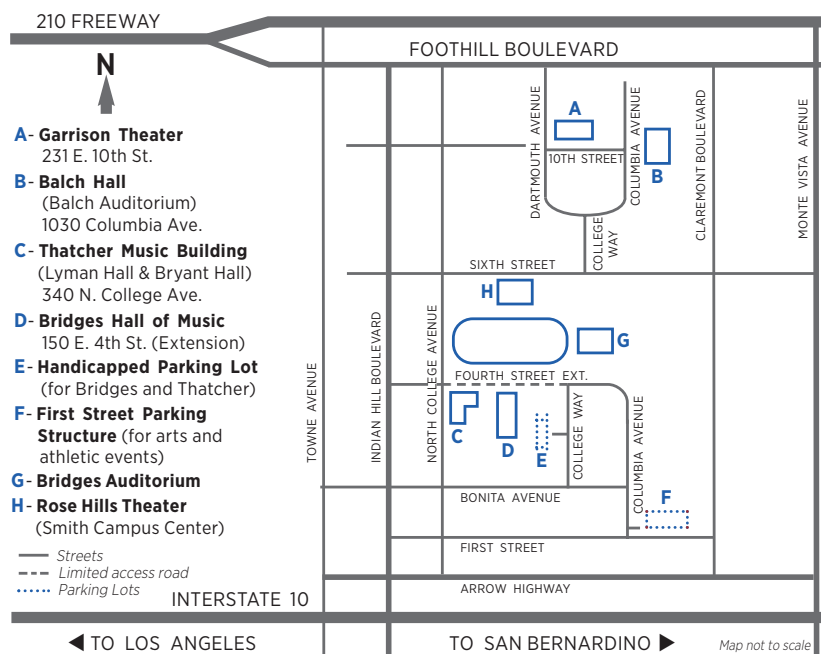 210 FREEWAY
FOOTHILL BOULEVARD
N
A- Garrison Theater
231 E. 10th St.
B- Balch Hall
(Balch Auditorium)
1030 Columbia Ave.
C- Thatcher Music Building
(Lyman Hall & Bryant Hall)
340 N. College Ave.
D- Bridges Hall of Music
150 E. 4th St. (Extension)
E- Handicapped Parking Lot
(for Bridges and Thatcher)
F- First Street Parking
Structure (for arts and
athletic events)
G- Bridges Auditorium
H- Rose Hills Theater
(Smith Campus Center)
Streets
Limited access road
Parking Lots
TOWNE AVENUE
INDIAN HILL BOULEVARD
NORTH COLLEGE AVENUE
DARTMOUTH AVENUE
A
COLUMBIA AVENUE
B
10TH STREET
CLAREMONT BOULEVARD
MONTE VISTA AVENUE
COLLEGE WAY
SIXTH STREET
H
G
FOURTH STREET EXT.
C
D
E
COLLEGE WAY
COLUMBIA AVENUE
F
BONITA AVENUE
FIRST STREET
ARROW HIGHWAY
INTERSTATE 10
TO LOS ANGELES
TO SAN BERNARDINO
Map not to scale